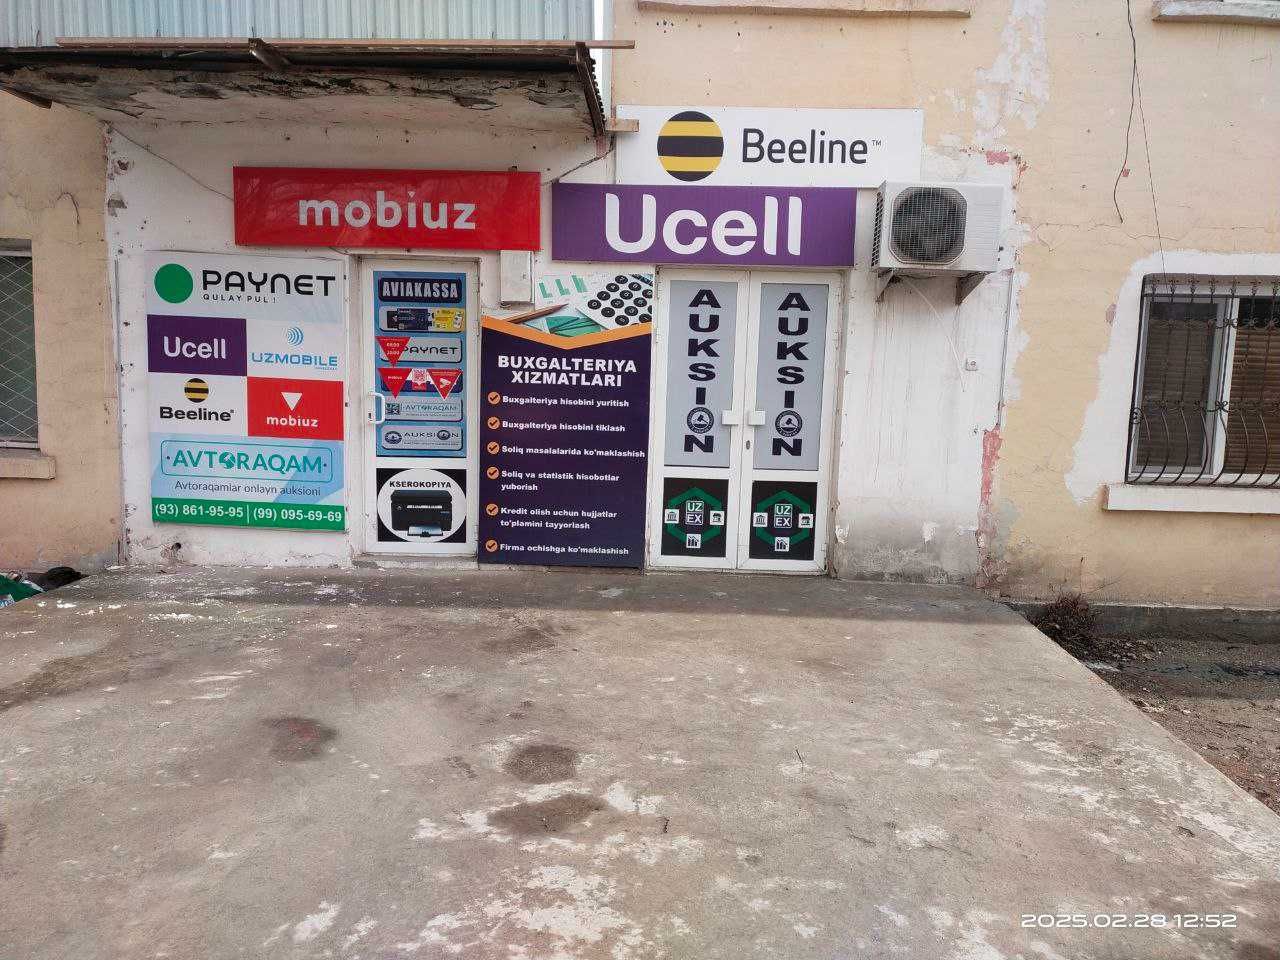 Beeline™
mobiuz
Ucell
PAYNET
QULAY PUL!
Ucell
UZMOBILE
Beeline®
mobiuz
AVTORAQAM
Avtoraqamlar onlayn auksioni
(93) 861-95-95 | (99) 095-69-69
AVIAKASSA
PAYNET
mobiuz
AVTORAQAM
AUKSION
KSEROKOPIYA
BUXGALTERIYA
XIZMATLARI
Buxgalteriya hisobini yuritish
Buxgalteriya hisobini tiklash
Soliq masalalarida ko'maklashish
Soliq va statistik hisobotlar
yuborish
Kredit olish uchun hujjatlar
to'plamini tayyorlash
Firma ochishga ko'maklashish
AUKSION
AUKSION
UZ
EX
UZ
EX
2025.02.28 12:52